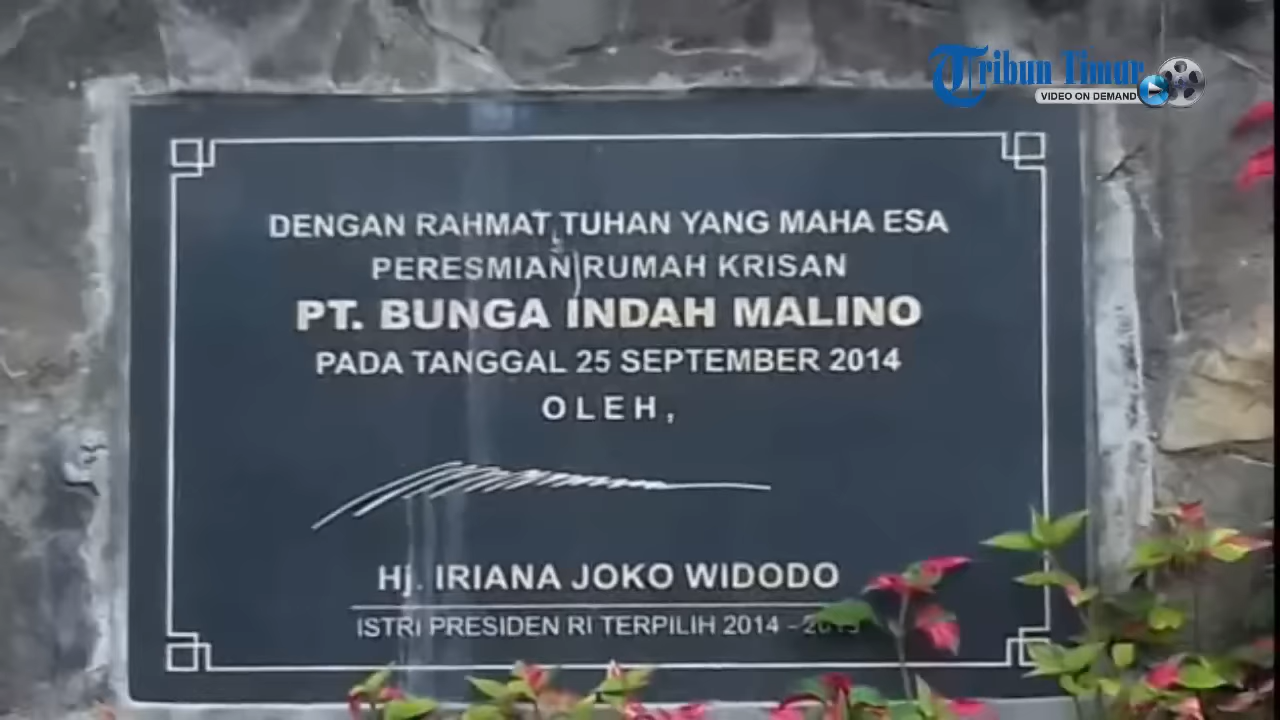 Tribun Timur
VIDEO ON DEMAND
DENGAN RAHMAT TUHAN YANG MAHA ESA
PERESMIAN RUMAH KRISAN
PT. BUNGA INDAH MALINO
PADA TANGGAL 25 SEPTEMBER 2014
OLEH,
Hj. IRIANA JOKO WIDODO
ISTRI PRESIDEN RI TERPILIH 2014 -